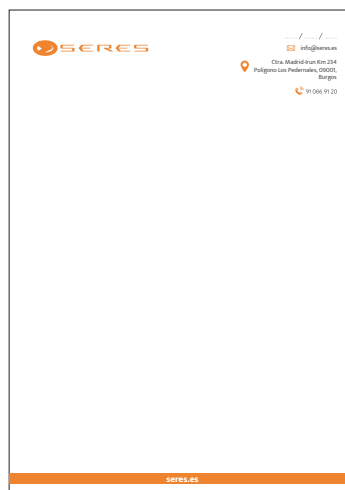 SERES
...... / ...... / ......
info@seres.es
Ctra. Madrid-Irun Km 234
Polígono Los Pedernales, 09001,
Burgos
91 086 91 20
seres.es